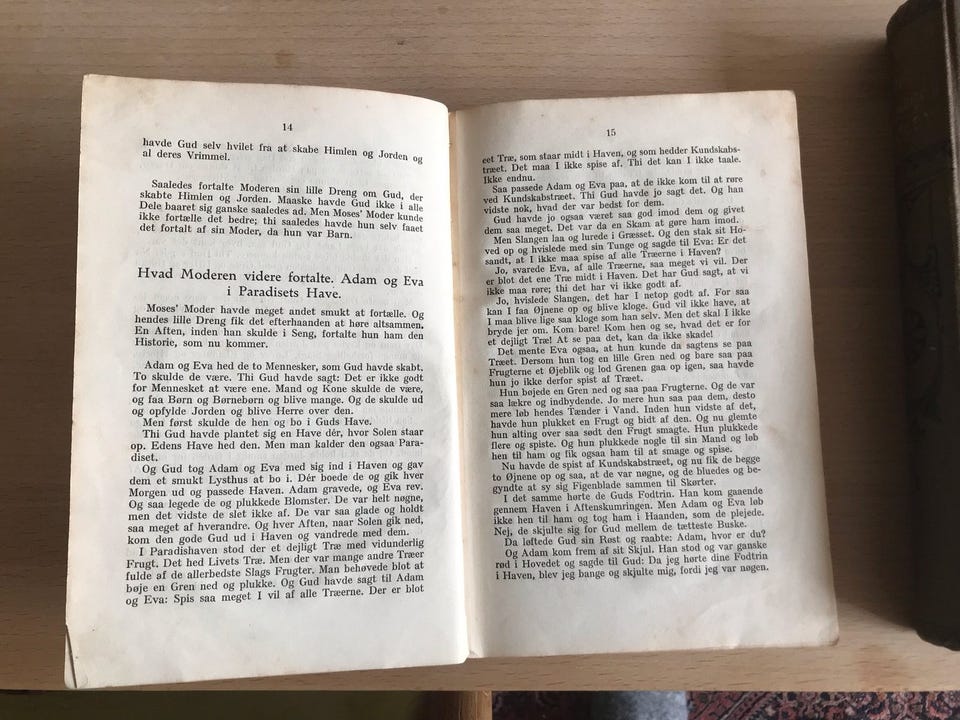 14
havde Gud selv hvilet fra at skabe Himlen og Jorden og
al deres Vrimmel.
Saaledes fortalte Moderen sin lille Dreng om Gud, der
skabte Himlen og Jorden. Maaske havde Gud ikke i alle
Dele baaret sig ganske saaledes ad. Men Moses' Moder kunde
ikke fortælle det bedre; thi saaledes havde hun selv faaet
det fortalt af sin Moder, da hun var Barn.
Hvad Moderen videre fortalte. Adam og Eva
i Paradisets Have.
Moses' Moder havde meget andet smukt at fortælle. Og
hendes lille Dreng fik det efterhaanden at høre altsammen.
En Aften, inden han skulde i Seng, fortalte hun ham den
Historie, som nu kommer.
Adam og Eva hed de to Mennesker, som Gud havde skabt.
To skulde de være. Thi Gud havde sagt: Det er ikke godt
for Mennesket at være ene. Mand og Kone skulde de være,
og faa Børn og Børnebørn og blive mange. Og de skulde ud
og opfylde Jorden og blive Herre over den.
Men først skulde de hen og bo i Guds Have.
Thi Gud havde plantet sig en Have dér, hvor Solen staar
op. Edens Have hed den. Men man kalder den ogsaa Para-
diset.
Og Gud tog Adam og Eva med sig ind i Haven og gav
dem et smukt Lysthus at bo i. Dér boede de og gik hver
Morgen ud og passede Haven. Adam gravede, og Eva rev.
Og saa legede de og plukkede Blomster. De var helt nøgne,
men det vidste de slet ikke af. De var saa glade og holdt
saa meget af hverandre. Og hver Aften, naar Solen gik ned,
kom den gode Gud ud i Haven og vandrede med dem.
I Paradishaven stod der et dejligt Træ med vidunderlig
Frugt. Det hed Livets Træ. Men der var mange andre Træer
fulde af de allerbedste Slags Frugter. Man behøvede blot at
bøje en Gren ned og plukke. Og Gud havde sagt til Adam
og Eva: Spis saa meget I vil af alle Træerne. Der er blot
15
eet Træ, som staar midt i Haven, og som hedder Kundskabs-
træet. Det maa I ikke spise af. Thi det kan I ikke taale.
Ikke endnu.
Saa passede Adam og Eva paa, at de ikke kom til at røre
ved Kundskabstræet. Thi Gud havde jo sagt det. Og han
vidste nok, hvad der var bedst for dem.
Gud havde jo ogsaa været saa god imod dem og givet
dem saa meget. Det var da en Skam at gøre ham imod.
Men Slangen laa og lurede i Græsset. Og den stak sit Ho-
ved op og hvislede med sin Tunge og sagde til Eva: Er det
sandt, at I ikke maa spise af alle Træerne i Haven?
Jo, svarede Eva, af alle Træerne, saa meget vi vil. Der
er blot det ene Træ midt i Haven. Det har Gud sagt, at vi
ikke maa røre; thi det har vi ikke godt af.
Jo, hvislede Slangen, det har I netop godt af. For saa
kan I faa Øjnene op og blive kloge. Gud vil ikke have, at
I maa blive lige saa kloge som han selv. Men det skal I ikke
bryde jer om. Kom bare! Kom hen og se, hvad det er for
et dejligt Træ! At se paa det, kan da ikke skade!
Det mente Eva ogsaa, at hun kunde da sagtens se paa
Træet. Dersom hun tog en lille Gren ned og bare saa paa
Frugterne et Øjeblik og lod Grenen gaa op igen, saa havde
hun jo ikke derfor spist af Træet.
Hun bøjede en Gren ned og saa paa Frugterne. Og de var
saa lækre og indbydende. Jo mere hun saa paa dem, desto
mere løb hendes Tænder i Vand. Inden hun vidste af det,
havde hun plukket en Frugt og bidt af den. Og nu glemte
hun alting over saa sødt den Frugt smagte. Hun plukkede
flere og spiste. Og hun plukkede nogle til sin Mand og løb
hen til ham og fik ogsaa ham til at smage og spise.
Nu havde de spist af Kundskabstræet, og nu fik de begge
to Øjnene op og saa, at de var nøgne, og de bluedes og be-
gyndte at sy sig Figenblade sammen til Skørter.
I det samme hørte de Guds Fodtrin. Han kom gaaende
gennem Haven i Aftenskumringen. Men Adam og Eva løb
ikke hen til ham og tog ham i Haanden, som de plejede.
Nej, de skjulte sig for Gud mellem de tætteste Buske.
Da løftede Gud sin Røst og raabte: Adam, hvor er du?
Og Adam kom frem af sit Skjul. Han stod og var ganske
rød i Hovedet og sagde til Gud: Da jeg hørte dine Fodtrin
i Haven, blev jeg bange og skjulte mig, fordi jeg var nøgen.